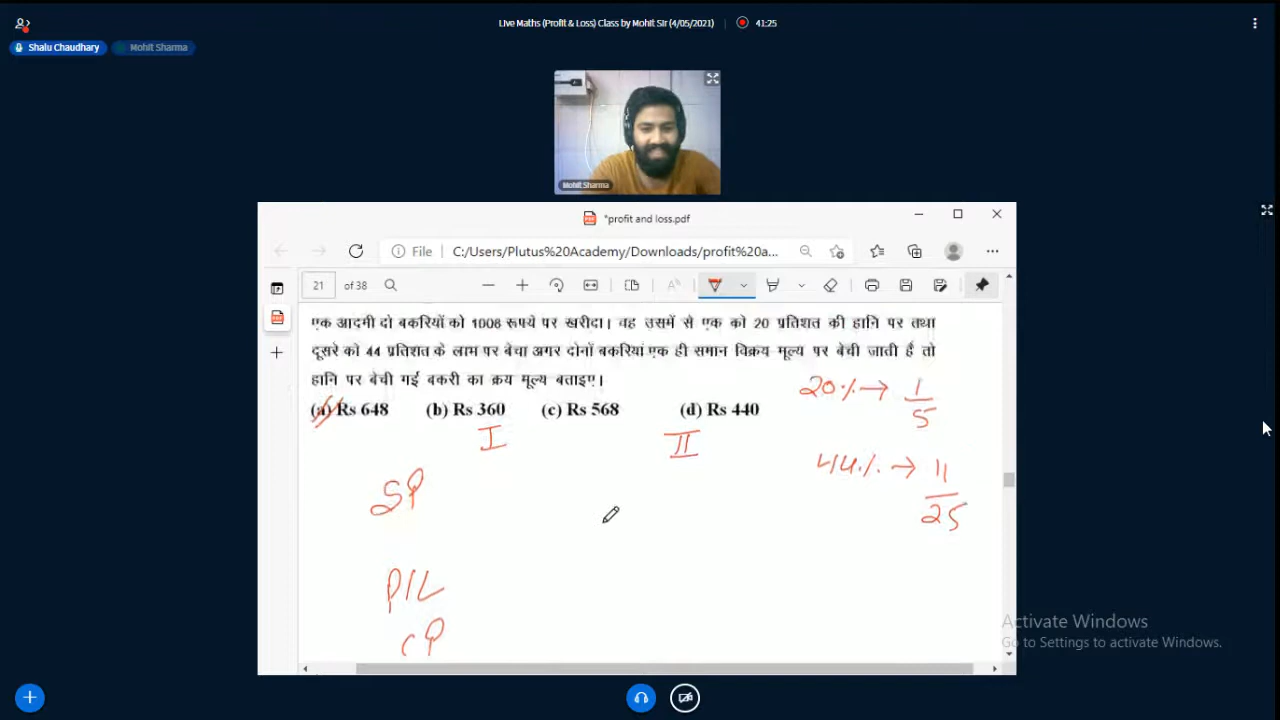 Live Maths (Profit & Loss) Class by Mohit Sir (4/05/2021)
41:25
Shalu Chaudhary
Mohit Sharma
Mohit Sharma
*profit and loss.pdf
File
C:/Users/Plutus%20Academy/Downloads/profit%20a...
21 of 38
एक आदमी दो बकरियों को 1008 रूपये पर खरीदा। वह उसमें से एक को 20 प्रतिशत की हानि पर तथा
दूसरे को 44 प्रतिशत के लाभ पर बेचा अगर दोनों बकरियां एक ही समान विक्रय मूल्य पर बेची जाती हैं तो
हानि पर बेची गई बकरी का क्रय मूल्य बताइए।
(a) Rs 648 (b) Rs 360 (c) Rs 568 (d) Rs 440
20% → 1/5
I II
44% → 11/25
SP
P/L
CP
Activate Windows
Go to Settings to activate Windows.